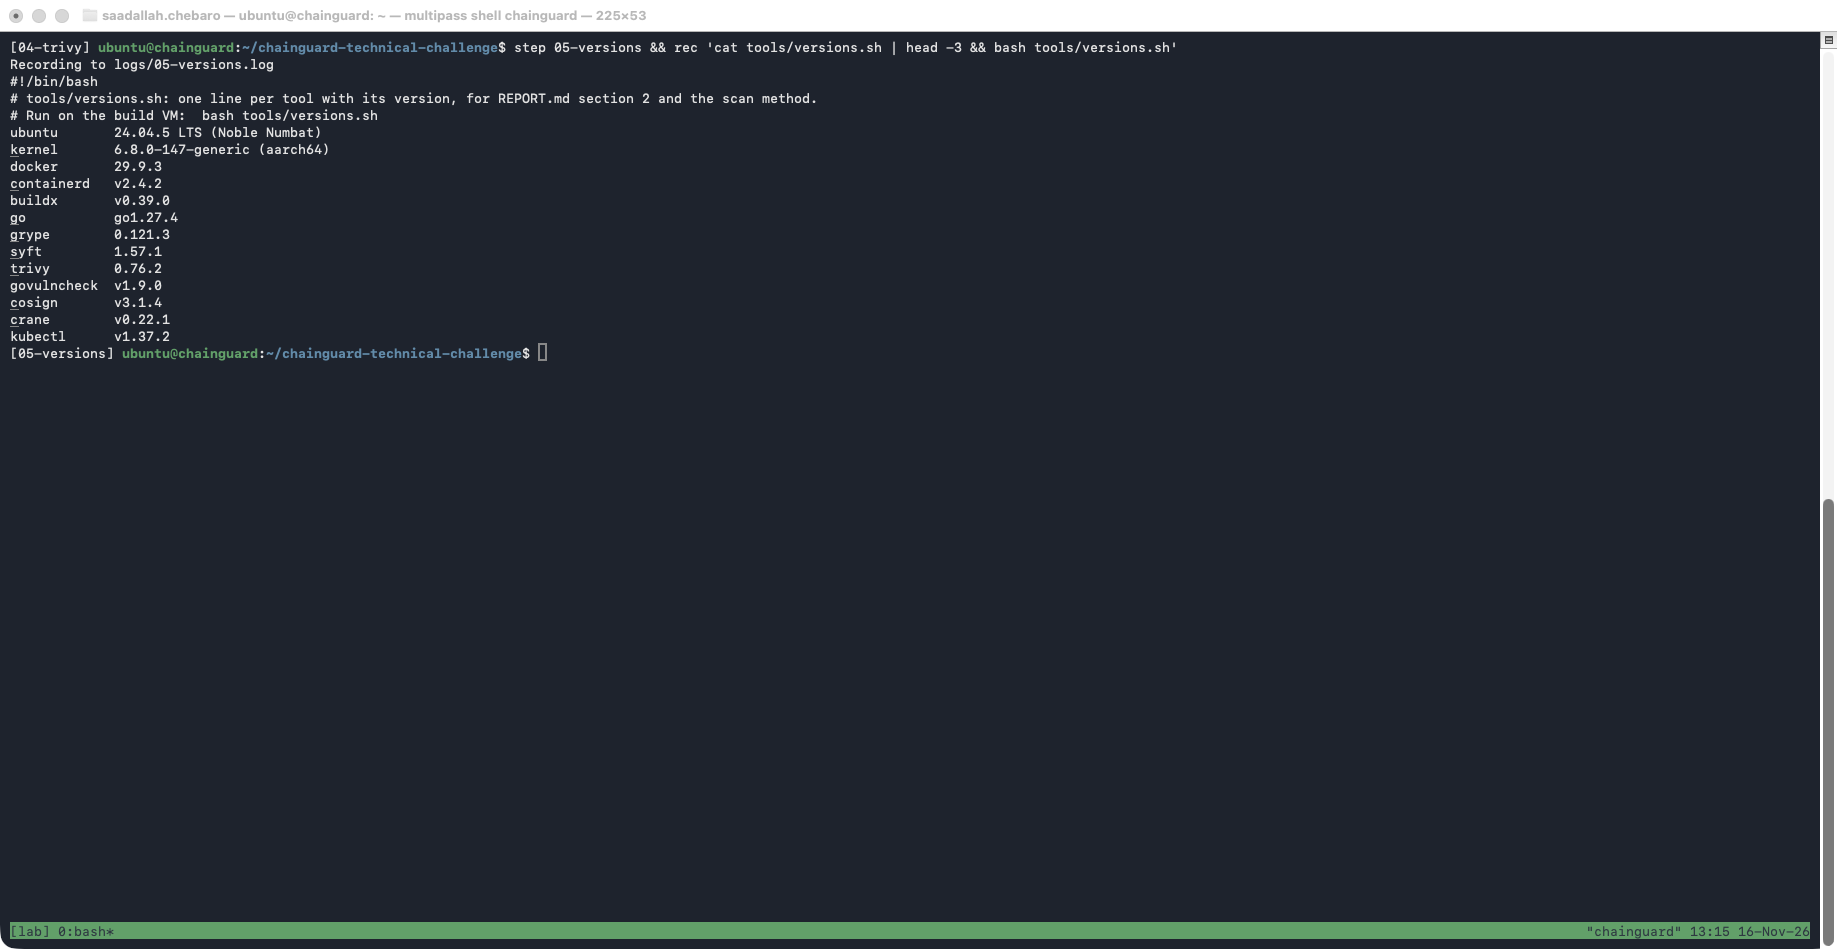 saadallah.chebaro — ubuntu@chainguard: ~ — multipass shell chainguard — 225×53
[04-trivy] ubuntu@chainguard:~/chainguard-technical-challenge$ step 05-versions && rec 'cat tools/versions.sh | head -3 && bash tools/versions.sh'
Recording to logs/05-versions.log
#!/bin/bash
# tools/versions.sh: one line per tool with its version, for REPORT.md section 2 and the scan method.
# Run on the build VM:  bash tools/versions.sh
ubuntu       24.04.5 LTS (Noble Numbat)
kernel       6.8.0-147-generic (aarch64)
docker       29.9.3
containerd   v2.4.2
buildx       v0.39.0
go           go1.27.4
grype        0.121.3
syft         1.57.1
trivy        0.76.2
govulncheck  v1.9.0
cosign       v3.1.4
crane        v0.22.1
kubectl      v1.37.2
[05-versions] ubuntu@chainguard:~/chainguard-technical-challenge$
[lab] 0:bash*    "chainguard" 13:15 16-Nov-26